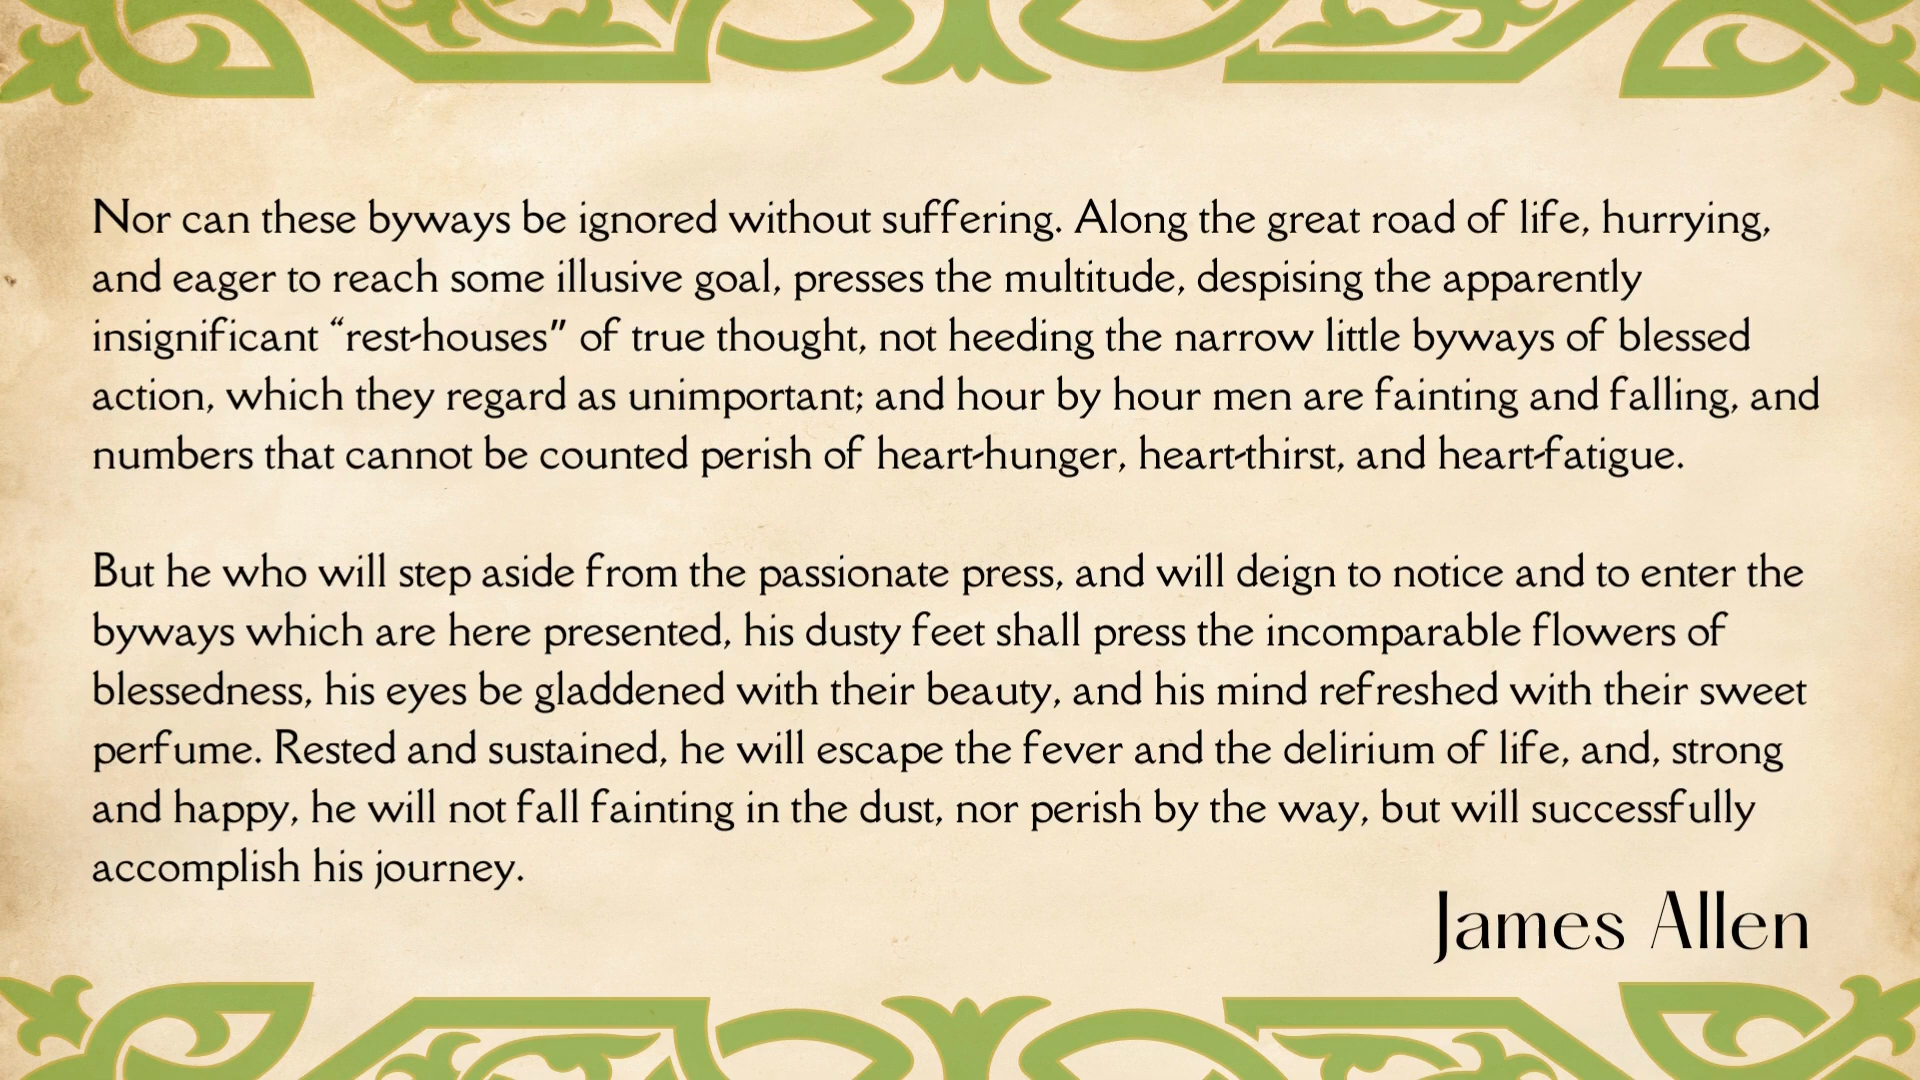 Nor can these byways be ignored without suffering. Along the great road of life, hurrying,
and eager to reach some illusive goal, presses the multitude, despising the apparently
insignificant “rest-houses” of true thought, not heeding the narrow little byways of blessed
action, which they regard as unimportant; and hour by hour men are fainting and falling, and
numbers that cannot be counted perish of heart-hunger, heart-thirst, and heart-fatigue.
But he who will step aside from the passionate press, and will deign to notice and to enter the
byways which are here presented, his dusty feet shall press the incomparable flowers of
blessedness, his eyes be gladdened with their beauty, and his mind refreshed with their sweet
perfume. Rested and sustained, he will escape the fever and the delirium of life, and, strong
and happy, he will not fall fainting in the dust, nor perish by the way, but will successfully
accomplish his journey.
James Allen